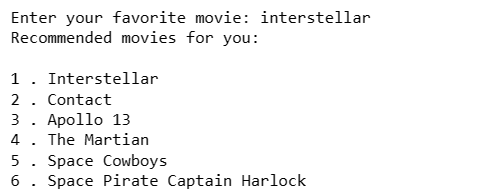 Enter your favorite movie: interstellar
Recommended movies for you:
1 . Interstellar
2 . Contact
3 . Apollo 13
4 . The Martian
5 . Space Cowboys
6 . Space Pirate Captain Harlock